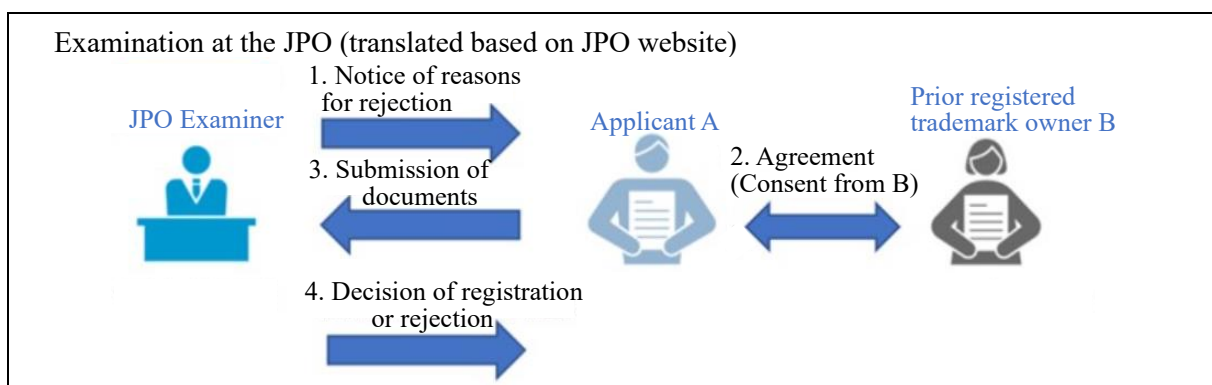 Examination at the JPO (translated based on JPO website)
1. Notice of reasons
for rejection
JPO Examiner
Applicant A
Prior registered
trademark owner B
3. Submission of
documents
2. Agreement
(Consent from B)
4. Decision of registration
or rejection